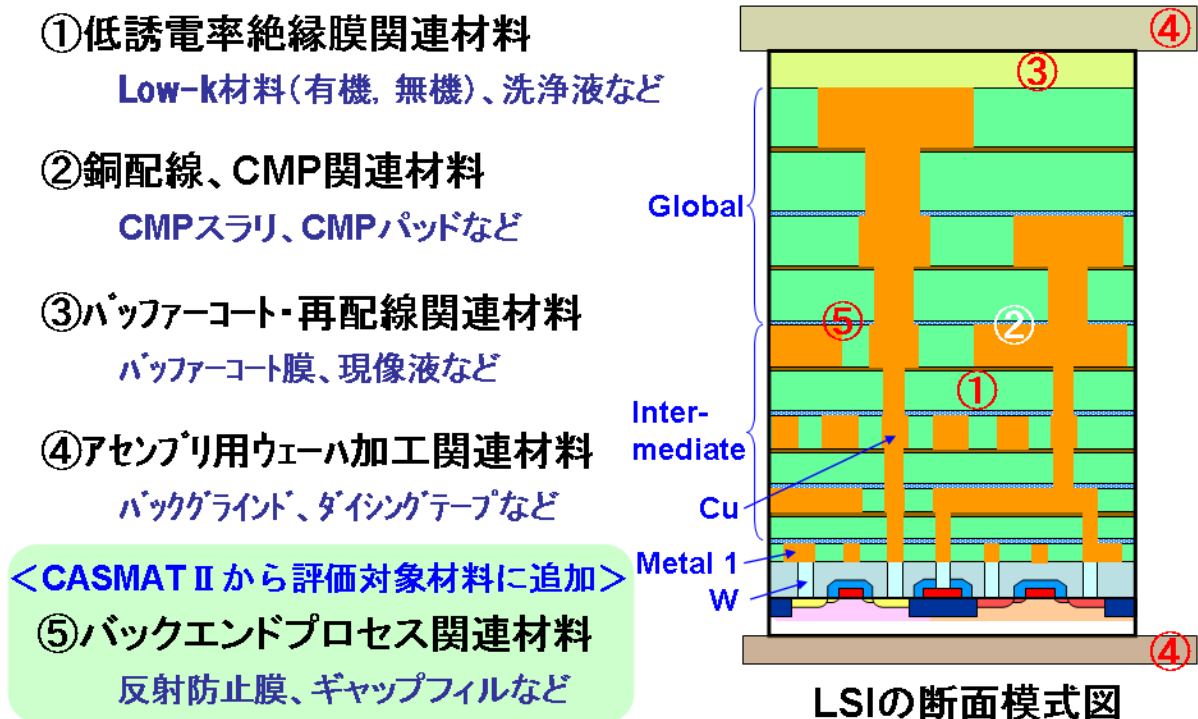 ①低誘電率絶縁膜関連材料
Low-k材料(有機, 無機)、洗浄液など
②銅配線、CMP関連材料
CMPスラリ、CMPパッドなど
③ﾊﾞｯﾌｧｰｺｰﾄ・再配線関連材料
ﾊﾞｯﾌｧｰｺｰﾄ膜、現像液など
④ｱｾﾝﾌﾞﾘ用ｳｪｰﾊ加工関連材料
ﾊﾞｯｸｸﾞﾗｲﾝﾄﾞ、ﾀﾞｲｼﾝｸﾞﾃｰﾌﾟなど
＜CASMATⅡから評価対象材料に追加＞
⑤バックエンドプロセス関連材料
反射防止膜、ギャップフィルなど
④
③
Global
⑤
②
①
Inter-
mediate
Cu
Metal 1
W
④
LSIの断面模式図